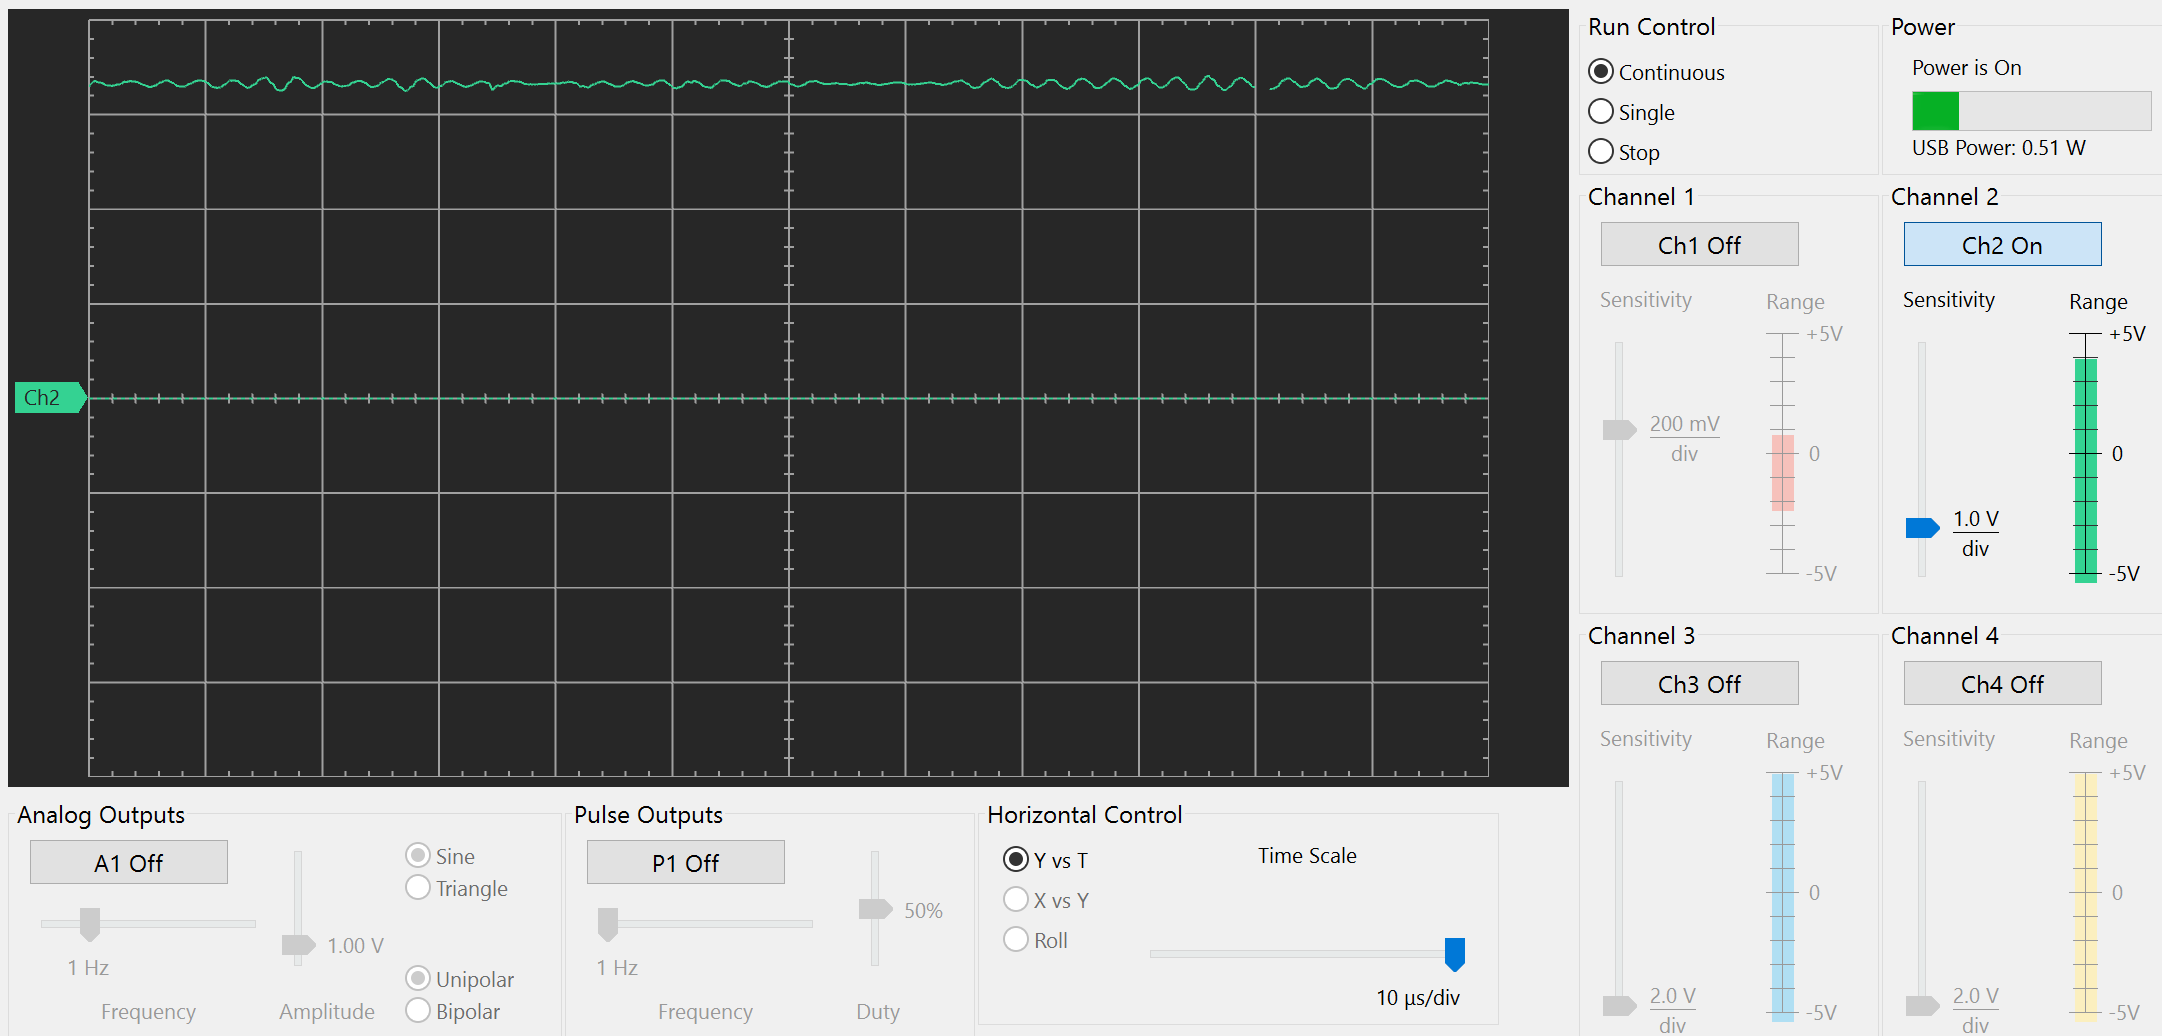 Ch2
Run Control
Continuous
Single
Stop
Power
Power is On
USB Power: 0.51 W
Channel 1
Ch1 Off
Sensitivity
Range
+5V
200 mV
div
0
-5V
Channel 2
Ch2 On
Sensitivity
Range
+5V
0
1.0 V
div
-5V
Channel 3
Ch3 Off
Sensitivity
Range
+5V
0
2.0 V
div
-5V
Channel 4
Ch4 Off
Sensitivity
Range
+5V
0
2.0 V
div
-5V
Analog Outputs
A1 Off
Sine
Triangle
1.00 V
1 Hz
Unipolar
Bipolar
Frequency
Amplitude
Pulse Outputs
P1 Off
50%
1 Hz
Frequency
Duty
Horizontal Control
Y vs T
X vs Y
Roll
Time Scale
10 µs/div